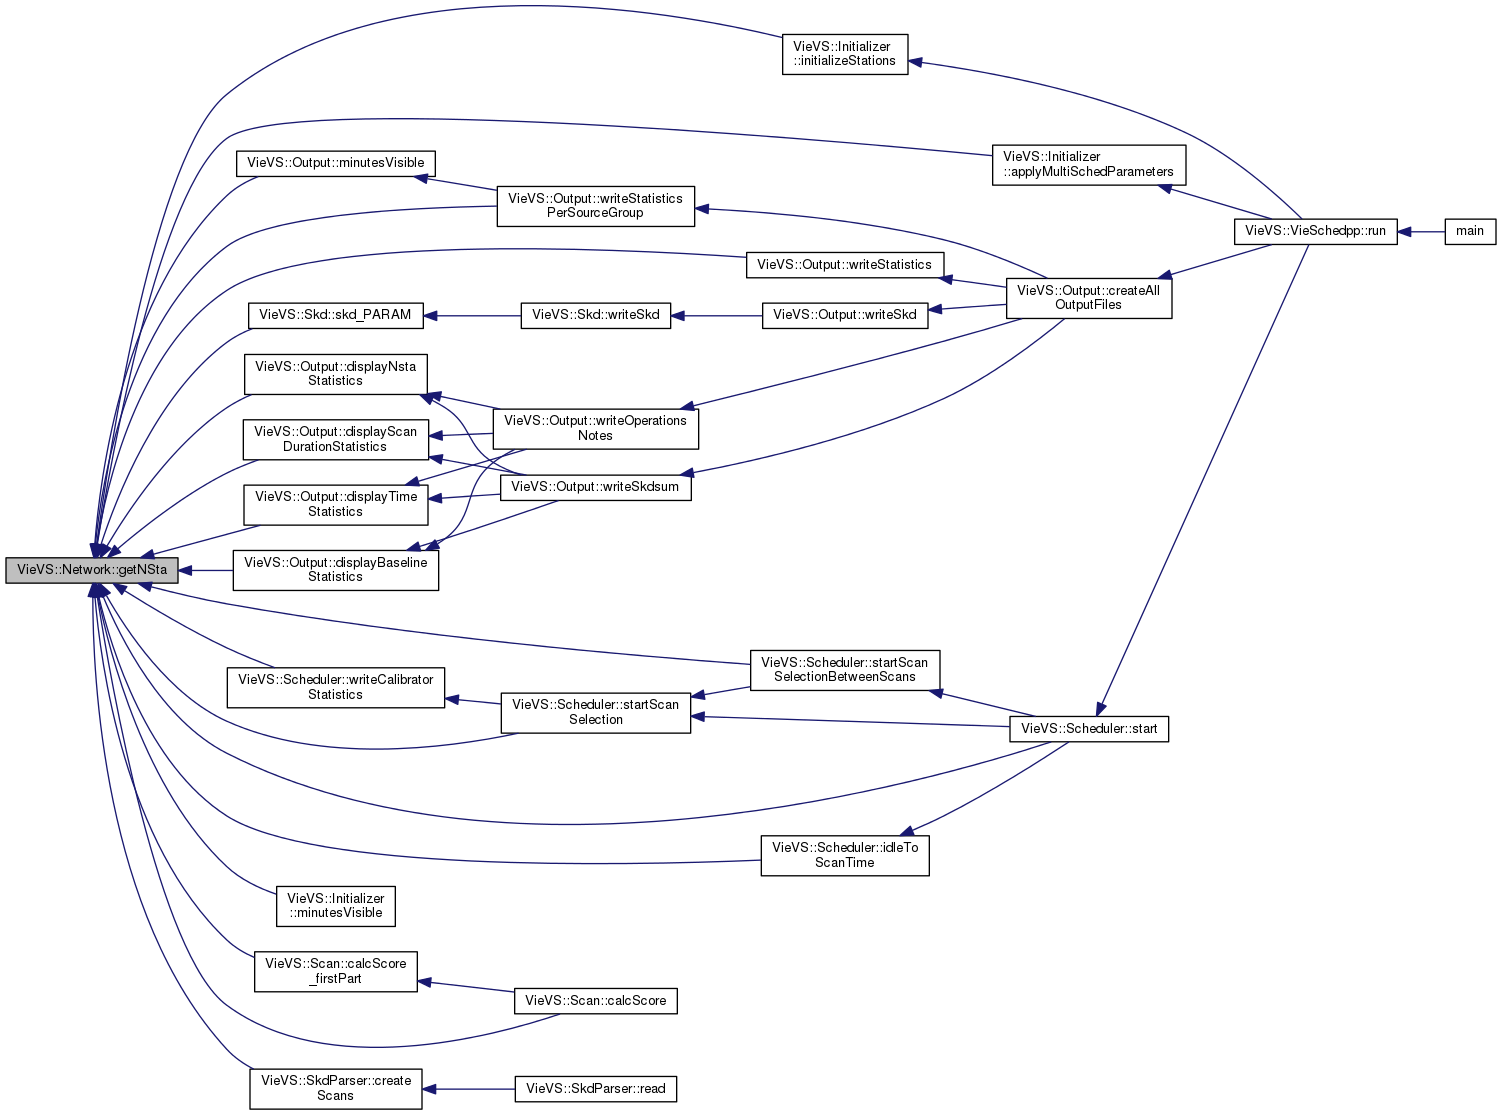 VieVS::Initializer
::initializeStations
VieVS::Initializer
::applyMultiSchedParameters
VieVS::Output::minutesVisible
VieVS::Output::writeStatistics
PerSourceGroup
VieVS::VieSchedpp::run
main
VieVS::Output::writeStatistics
VieVS::Output::createAll
OutputFiles
VieVS::Skd::skd_PARAM
VieVS::Skd::writeSkd
VieVS::Output::writeSkd
VieVS::Output::displayNsta
Statistics
VieVS::Output::writeOperations
Notes
VieVS::Output::displayScan
DurationStatistics
VieVS::Output::writeSkdsum
VieVS::Output::displayTime
Statistics
VieVS::Output::displayBaseline
Statistics
VieVS::Network::getNSta
VieVS::Scheduler::startScan
SelectionBetweenScans
VieVS::Scheduler::writeCalibrator
Statistics
VieVS::Scheduler::startScan
Selection
VieVS::Scheduler::start
VieVS::Scheduler::idleTo
ScanTime
VieVS::Initializer
::minutesVisible
VieVS::Scan::calcScore
_firstPart
VieVS::Scan::calcScore
VieVS::SkdParser::create
Scans
VieVS::SkdParser::read